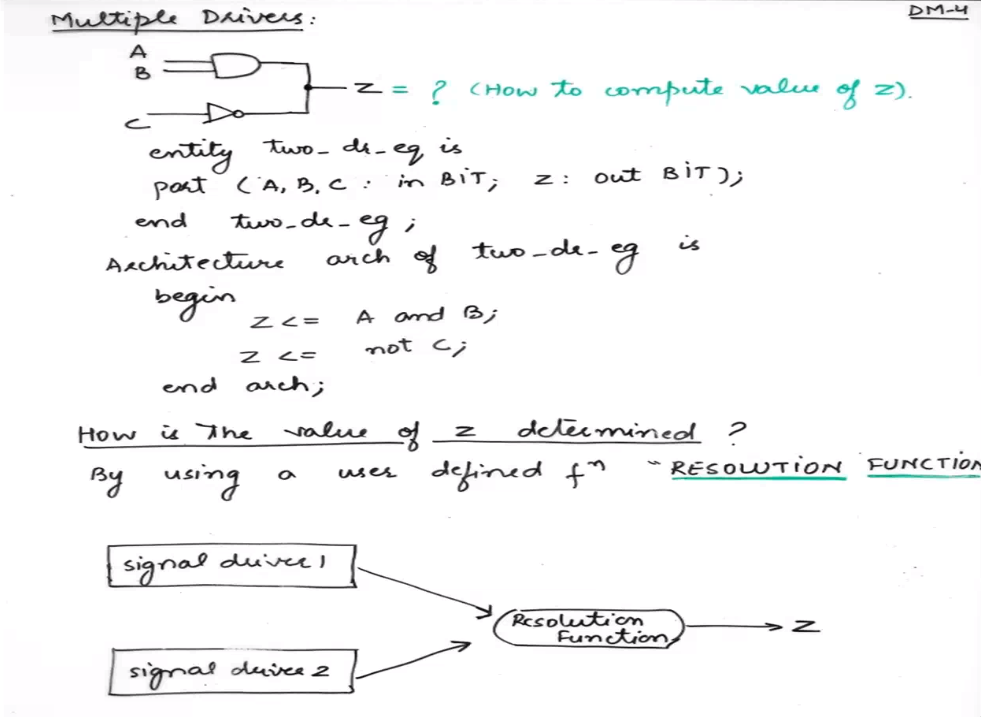 Multiple Drivers:
DM-4
A
B
C
Z = ? (How to compute value of Z).
entity two_dr_eg is
port (A, B, C : in BIT; Z : out BIT);
end two_dr_eg ;
Architecture arch of two_dr_eg is
begin
Z <= A and B;
Z <= not C;
end arch;
How is The value of Z determined ?
By using a user defined fⁿ "RESOLUTION FUNCTION
signal driver 1
Resolution
Function
Z
signal driver 2